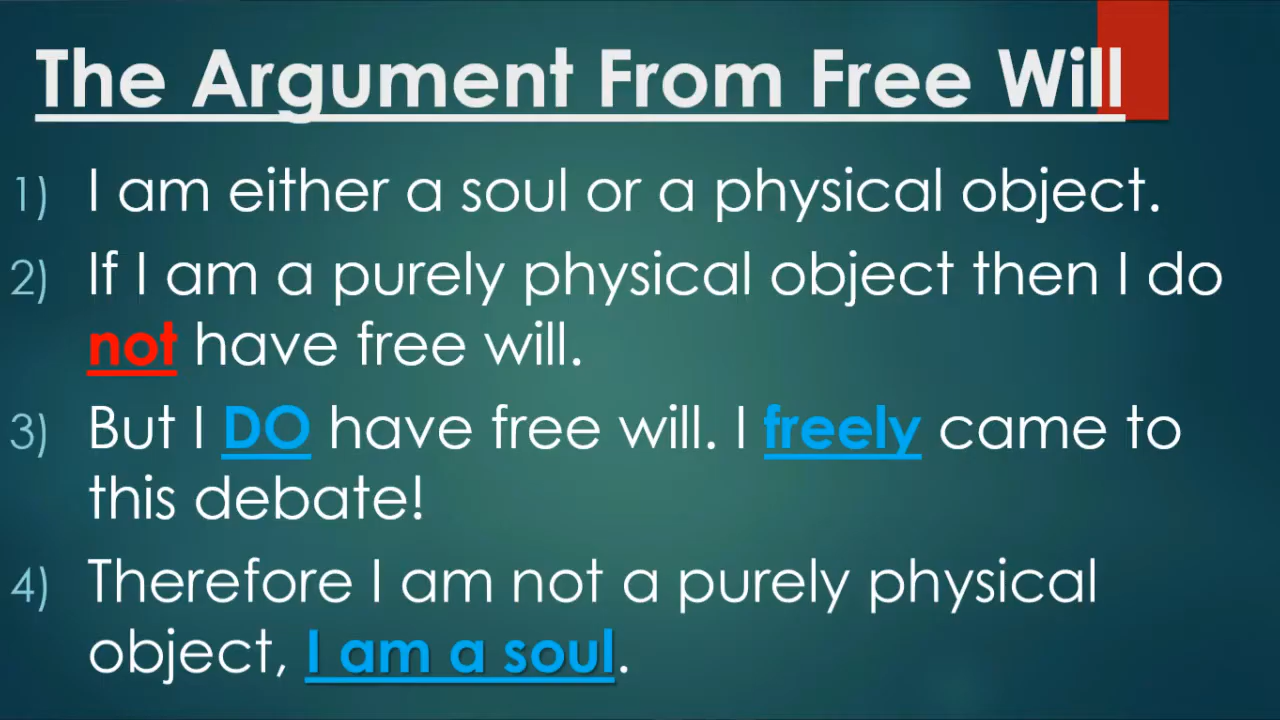 The Argument From Free Will
1) I am either a soul or a physical object.
2) If I am a purely physical object then I do
not have free will.
3) But I DO have free will. I freely came to
this debate!
4) Therefore I am not a purely physical
object, I am a soul.